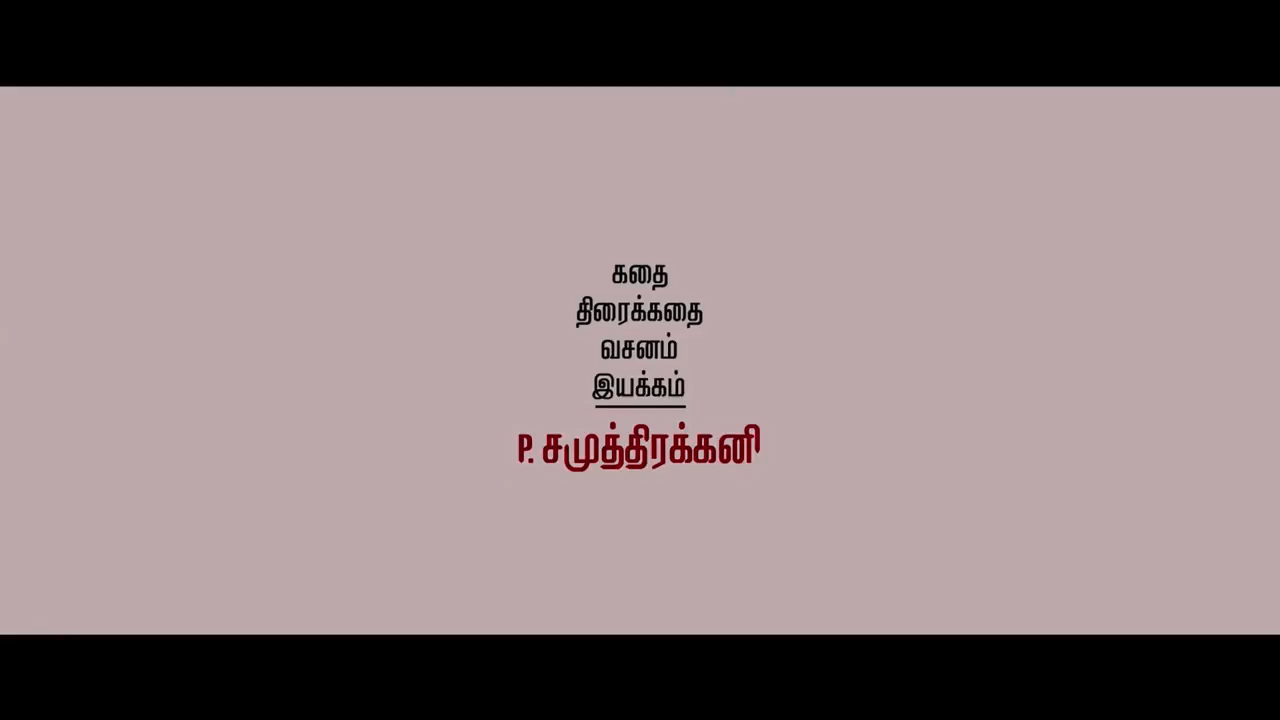 கதை
திரைக்கதை
வசனம்
இயக்கம்
P. சமுத்திரக்கனி